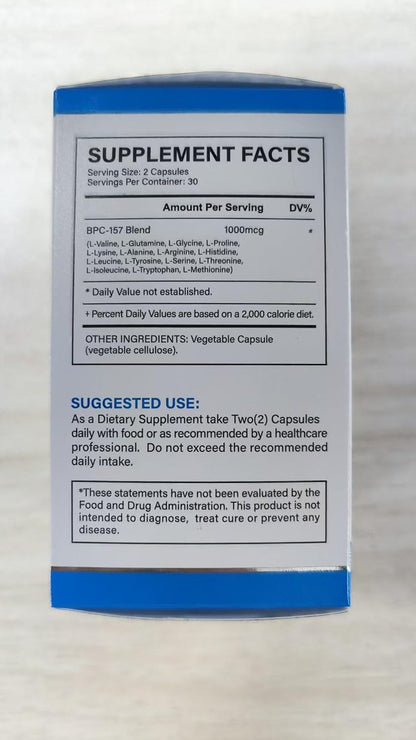 SUPPLEMENT FACTS
Serving Size: 2 Capsules
Servings Per Container: 30
Amount Per Serving DV%
BPC-157 Blend 1000mcg *
(L-Valine, L-Glutamine, L-Glycine, L-Proline,
L-Lysine, L-Alanine, L-Arginine, L-Histidine,
L-Leucine, L-Tyrosine, L-Serine, L-Threonine,
L-Isoleucine, L-Tryptophan, L-Methionine)
* Daily Value not established.
† Percent Daily Values are based on a 2,000 calorie diet.
OTHER INGREDIENTS: Vegetable Capsule
(vegetable cellulose).
SUGGESTED USE:
As a Dietary Supplement take Two(2) Capsules
daily with food or as recommended by a healthcare
professional. Do not exceed the recommended
daily intake.
*These statements have not been evaluated by the
Food and Drug Administration. This product is not
intended to diagnose, treat cure or prevent any
disease.